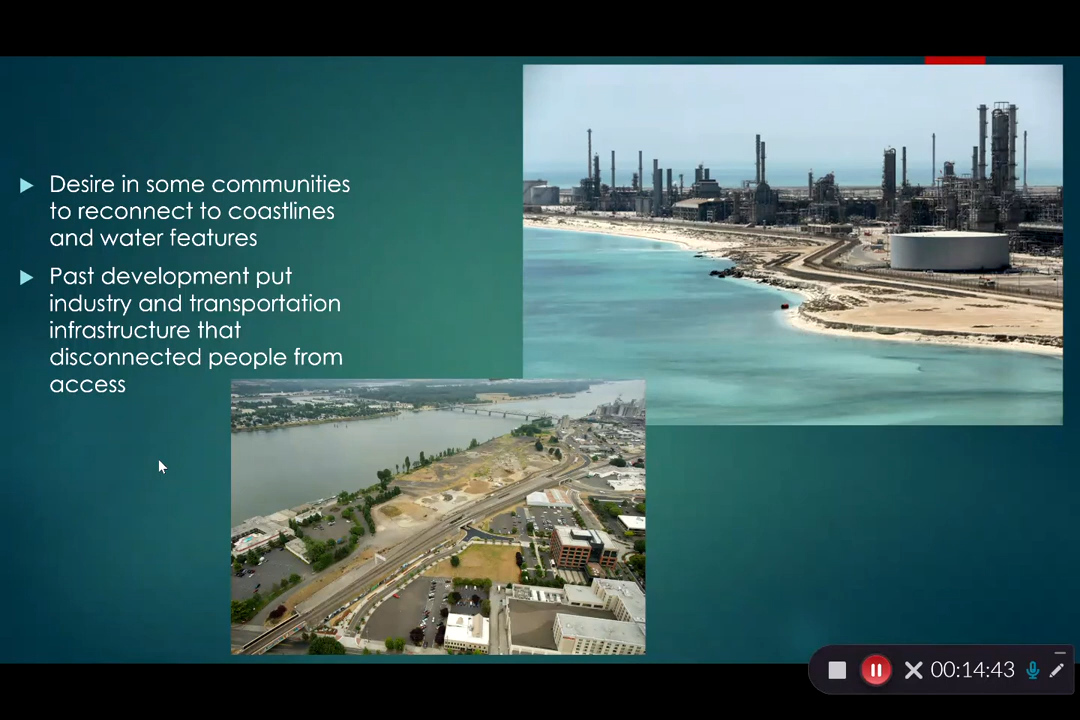 Desire in some communities
to reconnect to coastlines
and water features
Past development put
industry and transportation
infrastructure that
disconnected people from
access
00:14:43